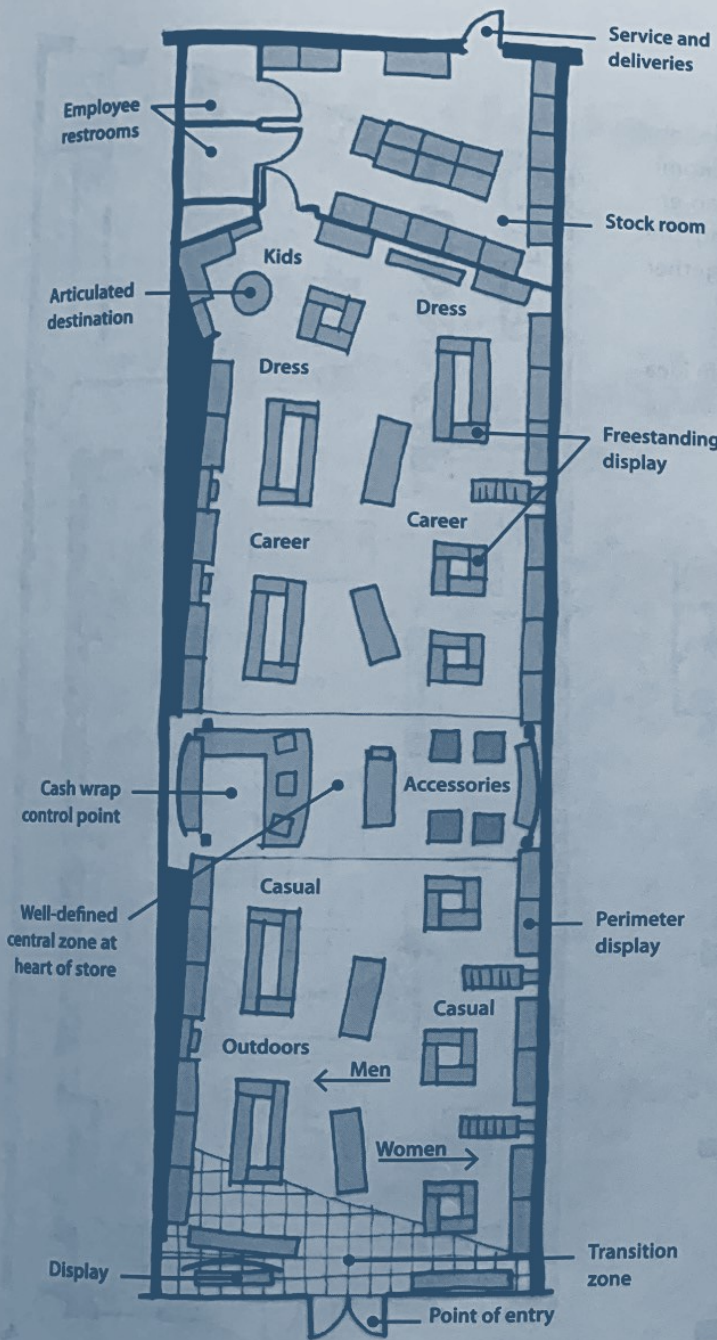 Service and
deliveries
Employee
restrooms
Stock room
Kids
Articulated
destination
Dress
Dress
Freestanding
display
Career
Career
Cash wrap
control point
Accessories
Casual
Well-defined
central zone at
heart of store
Perimeter
display
Casual
Outdoors
Men
Women
Transition
zone
Display
Point of entry